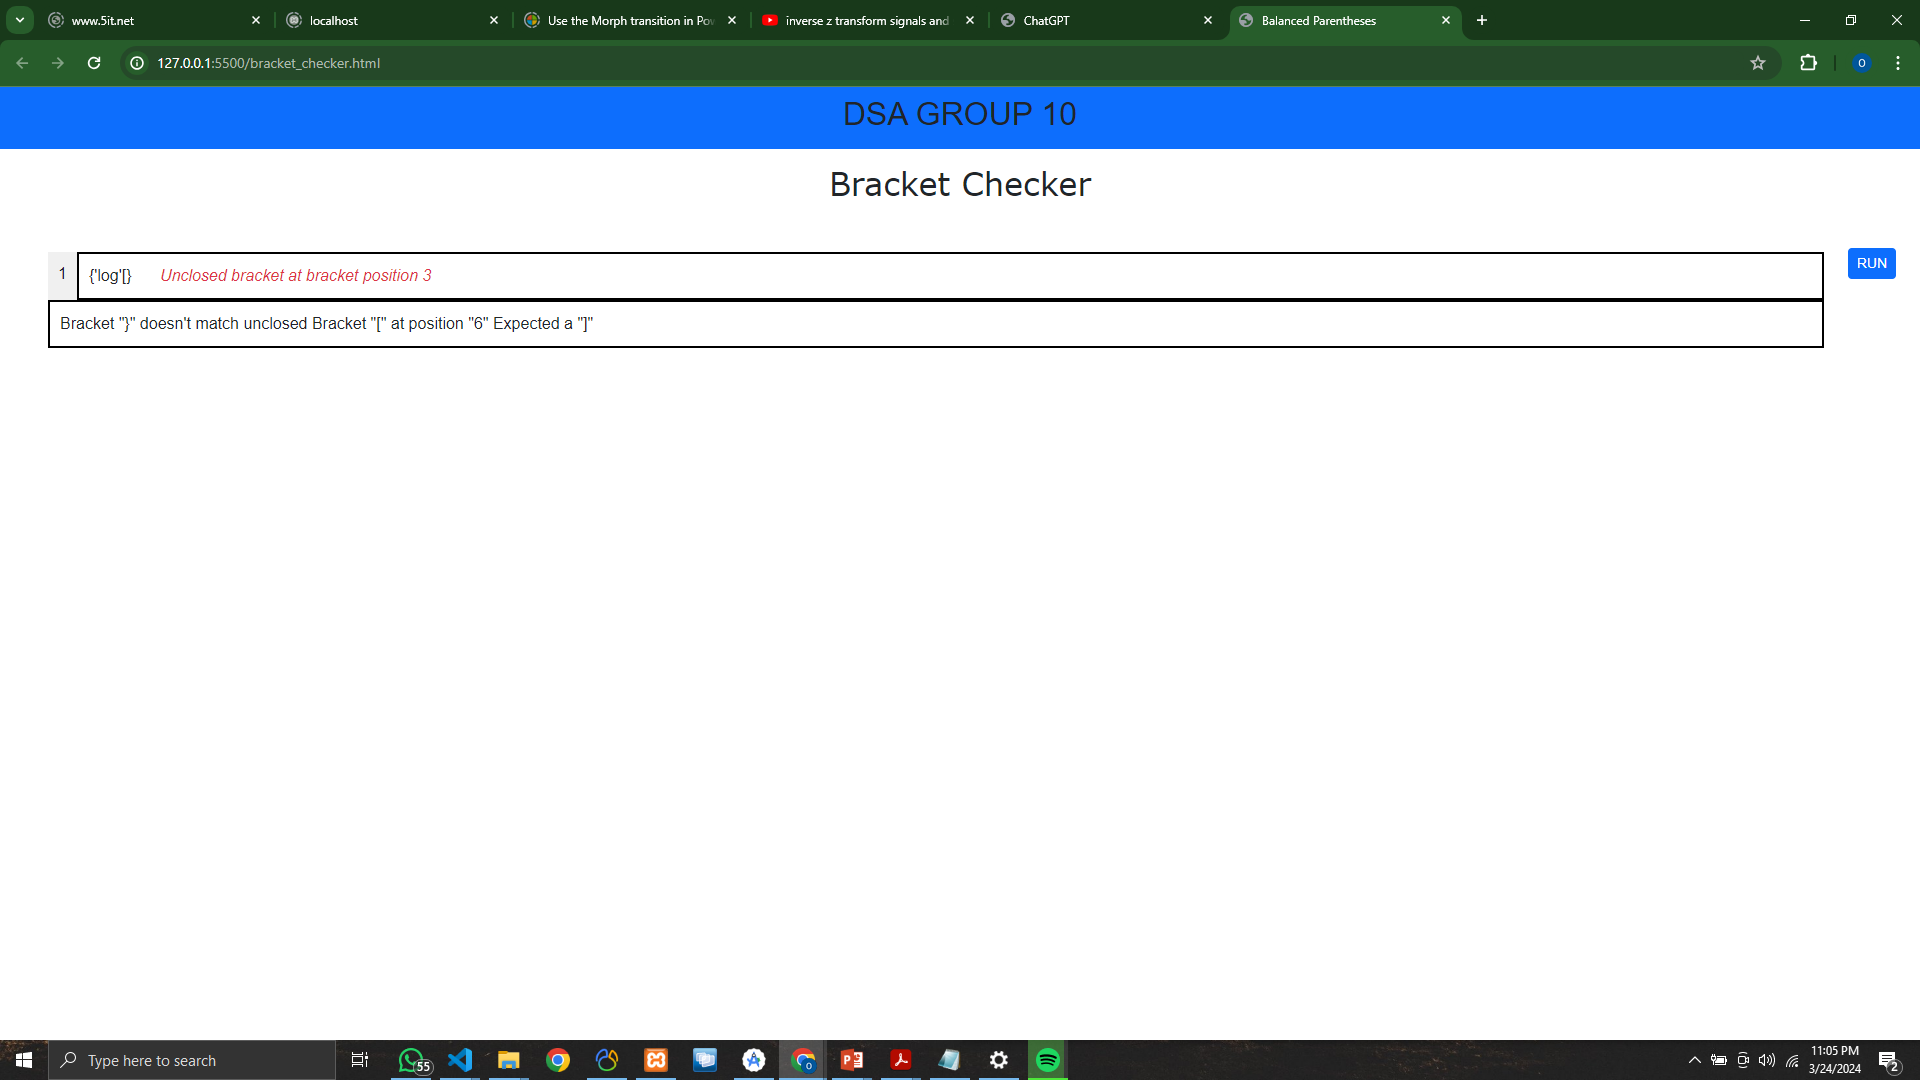 www.5it.net
localhost
Use the Morph transition in Pow
inverse z transform signals and
ChatGPT
Balanced Parentheses
127.0.0.1:5500/bracket_checker.html
O
DSA GROUP 10
Bracket Checker
1
{'log'[}
Unclosed bracket at bracket position 3
RUN
Bracket "}" doesn't match unclosed Bracket "[" at position "6" Expected a "]"
Type here to search
55
11:05 PM
3/24/2024
2